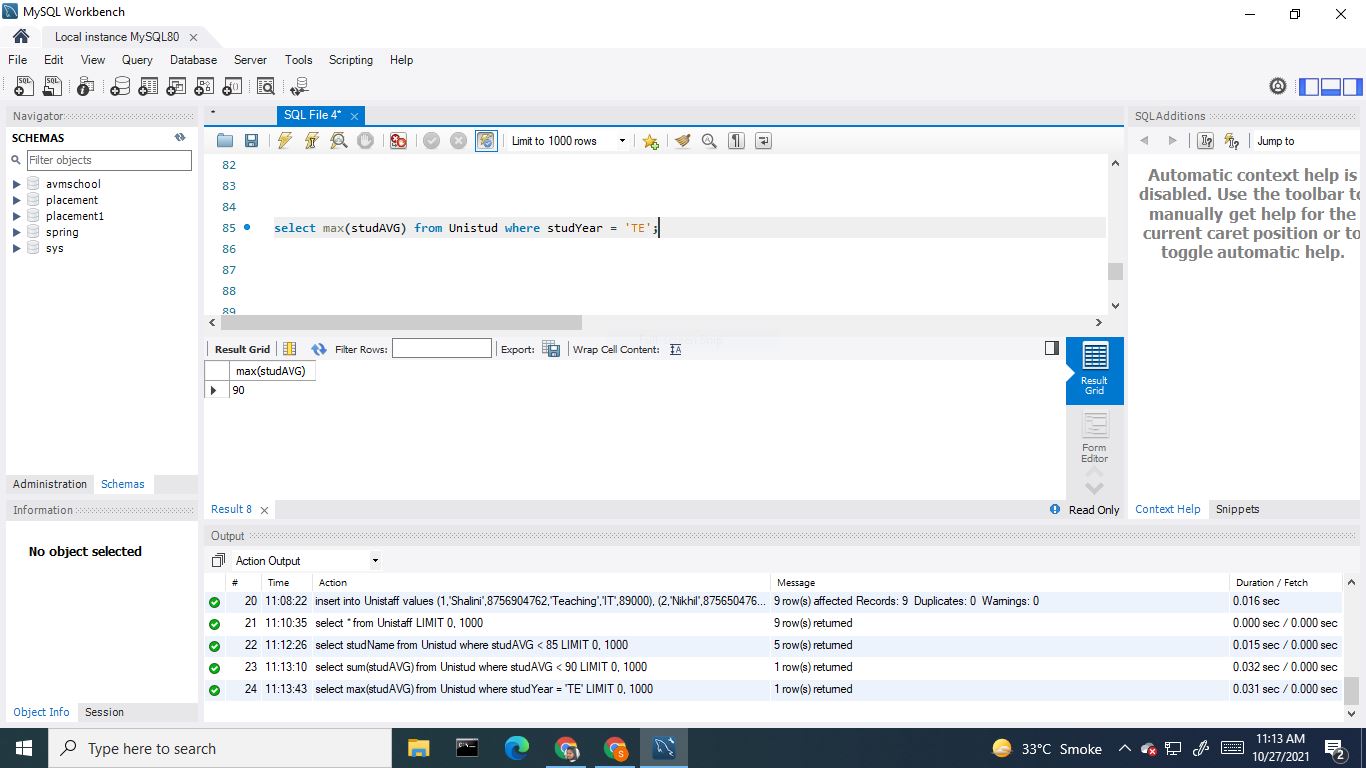 MySQL Workbench
Local instance MySQL80
File Edit View Query Database Server Tools Scripting Help
Navigator
SCHEMAS
Filter objects
avmschool
placement
placement1
spring
sys
Administration Schemas
Information
No object selected
Object Info Session
* SQL File 4*
Limit to 1000 rows
82
83
84
85 select max(studAVG) from Unistud where studYear = 'TE';
86
87
88
89
Result Grid Filter Rows: Export: Wrap Cell Content:
max(studAVG)
90
Result Grid
Form Editor
Result 8 Read Only
SQLAdditions
Jump to
Automatic context help is
disabled. Use the toolbar to
manually get help for the
current caret position or to
toggle automatic help.
Context Help Snippets
Output
Action Output
# Time Action Message Duration / Fetch
20 11:08:22 insert into Unistaff values (1,'Shalini',8756904762,'Teaching','IT',89000), (2,'Nikhil',875650476... 9 row(s) affected Records: 9 Duplicates: 0 Warnings: 0 0.016 sec
21 11:10:35 select * from Unistaff LIMIT 0, 1000 9 row(s) returned 0.000 sec / 0.000 sec
22 11:12:26 select studName from Unistud where studAVG < 85 LIMIT 0, 1000 5 row(s) returned 0.015 sec / 0.000 sec
23 11:13:10 select sum(studAVG) from Unistud where studAVG < 90 LIMIT 0, 1000 1 row(s) returned 0.032 sec / 0.000 sec
24 11:13:43 select max(studAVG) from Unistud where studYear = 'TE' LIMIT 0, 1000 1 row(s) returned 0.031 sec / 0.000 sec
Type here to search
33°C Smoke
11:13 AM
10/27/2021
2